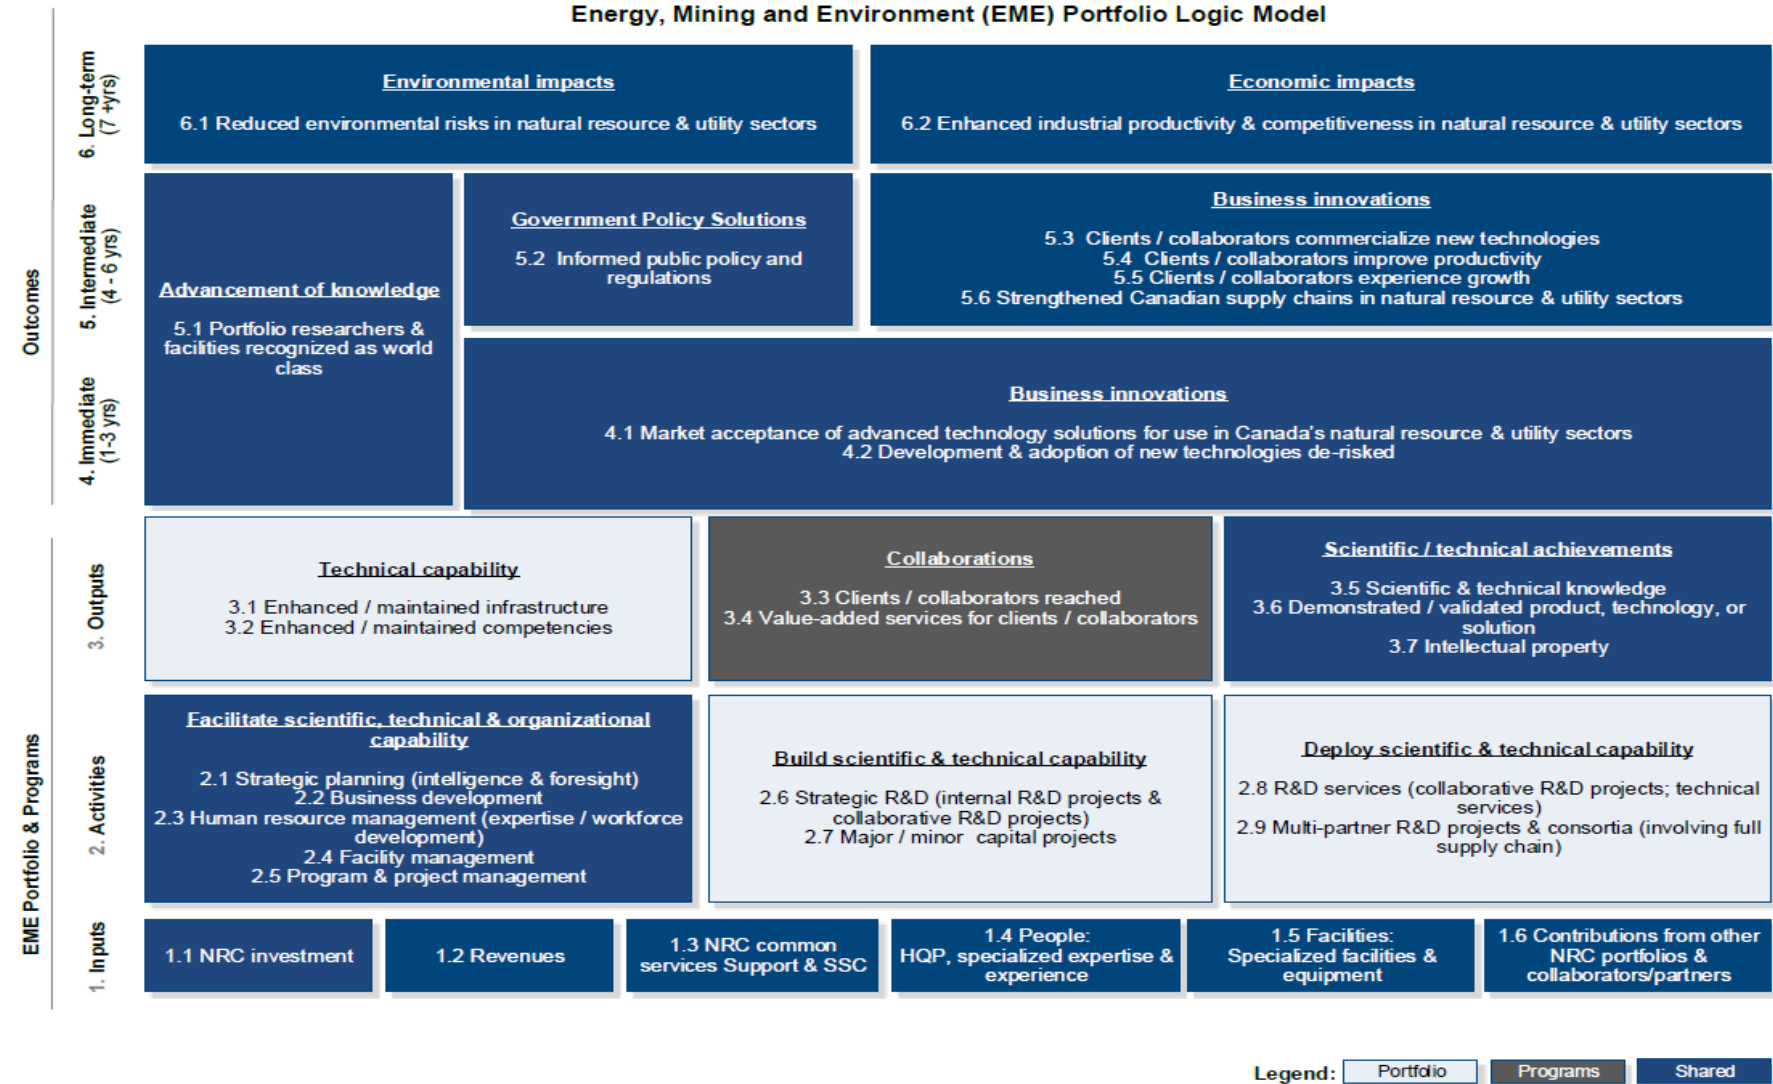 Energy, Mining and Environment (EME) Portfolio Logic Model
Outcomes
6. Long-term
(7 +yrs)
Environmental impacts
6.1 Reduced environmental risks in natural resource & utility sectors
Economic impacts
6.2 Enhanced industrial productivity & competitiveness in natural resource & utility sectors
5. Intermediate
(4 - 6 yrs)
Advancement of knowledge
5.1 Portfolio researchers &
facilities recognized as world
class
Government Policy Solutions
5.2 Informed public policy and
regulations
Business innovations
5.3 Clients / collaborators commercialize new technologies
5.4 Clients / collaborators improve productivity
5.5 Clients / collaborators experience growth
5.6 Strengthened Canadian supply chains in natural resource & utility sectors
4. Immediate
(1-3 yrs)
Business innovations
4.1 Market acceptance of advanced technology solutions for use in Canada's natural resource & utility sectors
4.2 Development & adoption of new technologies de-risked
EME Portfolio & Programs
3. Outputs
Technical capability
3.1 Enhanced / maintained infrastructure
3.2 Enhanced / maintained competencies
Collaborations
3.3 Clients / collaborators reached
3.4 Value-added services for clients / collaborators
Scientific / technical achievements
3.5 Scientific & technical knowledge
3.6 Demonstrated / validated product, technology, or
solution
3.7 Intellectual property
2. Activities
Facilitate scientific, technical & organizational
capability
2.1 Strategic planning (intelligence & foresight)
2.2 Business development
2.3 Human resource management (expertise / workforce
development)
2.4 Facility management
2.5 Program & project management
Build scientific & technical capability
2.6 Strategic R&D (internal R&D projects &
collaborative R&D projects)
2.7 Major / minor capital projects
Deploy scientific & technical capability
2.8 R&D services (collaborative R&D projects; technical
services)
2.9 Multi-partner R&D projects & consortia (involving full
supply chain)
1. Inputs
1.1 NRC investment
1.2 Revenues
1.3 NRC common
services Support & SSC
1.4 People:
HQP, specialized expertise &
experience
1.5 Facilities:
Specialized facilities &
equipment
1.6 Contributions from other
NRC portfolios &
collaborators/partners
Legend:
Portfolio
Programs
Shared